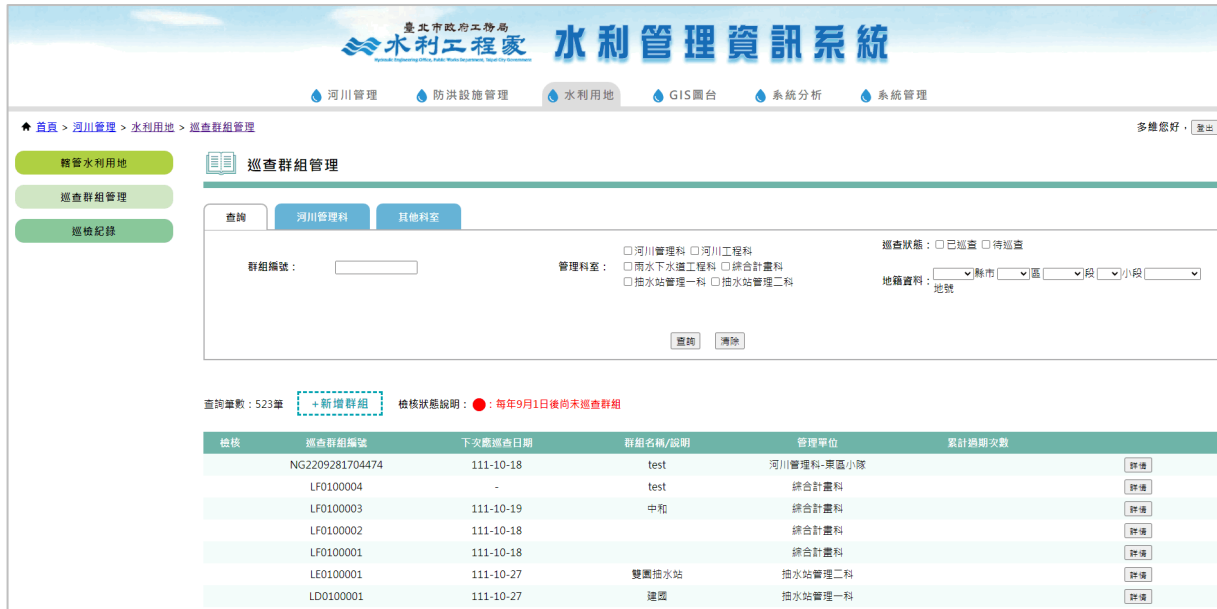 臺北市政府工務局
水利工程處 水利管理資訊系統
Hydraulic Engineering Office, Public Works Department, Taipei City Government
河川管理 防洪設施管理 水利用地 GIS圖台 系統分析 系統管理
首頁 > 河川管理 > 水利用地 > 巡查群組管理 多維您好, 登出
轄管水利用地
巡查群組管理
巡檢紀錄
巡查群組管理
查詢 河川管理科 其他科室
群組編號: 管理科室:
河川管理科 河川工程科
雨水下水道工程科 綜合計畫科
抽水站管理一科 抽水站管理二科
巡查狀態: 已巡查 待巡查
地籍資料: 縣市 區 段 小段
地號
查詢 清除
查詢筆數:523筆 +新增群組 檢核狀態說明: :每年9月1日後尚未巡查群組
檢核 巡查群組編號 下次應巡查日期 群組名稱/說明 管理單位 累計過期次數
NG2209281704474 111-10-18 test 河川管理科-東區小隊 詳情
LF0100004 - test 綜合計畫科 詳情
LF0100003 111-10-19 中和 綜合計畫科 詳情
LF0100002 111-10-18 綜合計畫科 詳情
LF0100001 111-10-18 綜合計畫科 詳情
LE0100001 111-10-27 雙園抽水站 抽水站管理二科 詳情
LD0100001 111-10-27 建國 抽水站管理一科 詳情